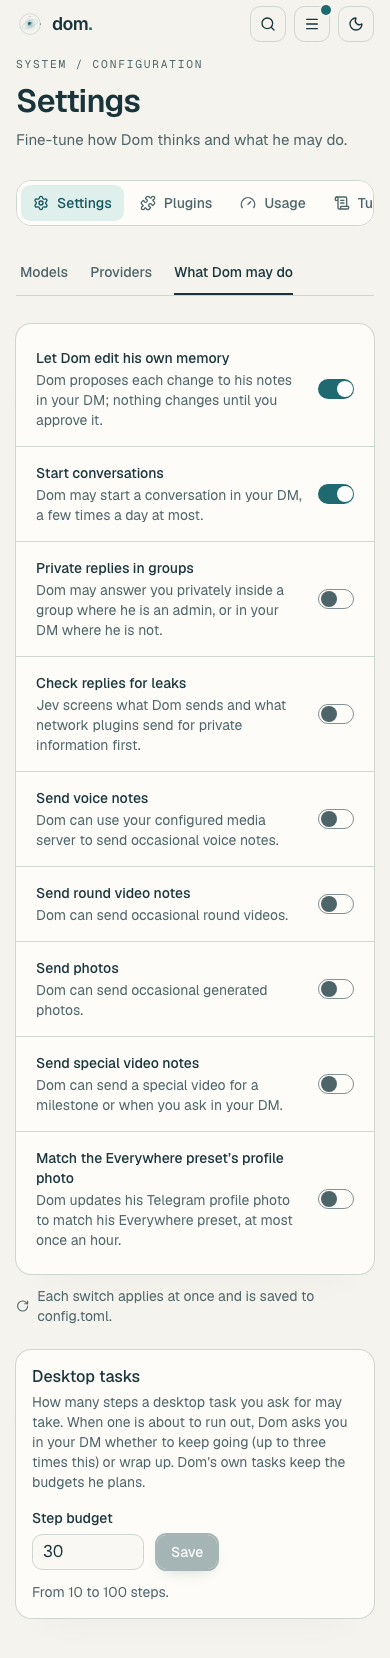 dom.
SYSTEM / CONFIGURATION
Settings
Fine-tune how Dom thinks and what he may do.
Settings
Plugins
Usage
Tu
Models
Providers
What Dom may do
Let Dom edit his own memory
Dom proposes each change to his notes
in your DM; nothing changes until you
approve it.
Start conversations
Dom may start a conversation in your DM,
a few times a day at most.
Private replies in groups
Dom may answer you privately inside a
group where he is an admin, or in your
DM where he is not.
Check replies for leaks
Jev screens what Dom sends and what
network plugins send for private
information first.
Send voice notes
Dom can use your configured media
server to send occasional voice notes.
Send round video notes
Dom can send occasional round videos.
Send photos
Dom can send occasional generated
photos.
Send special video notes
Dom can send a special video for a
milestone or when you ask in your DM.
Match the Everywhere preset's profile
photo
Dom updates his Telegram profile photo
to match his Everywhere preset, at most
once an hour.
Each switch applies at once and is saved to
config.toml.
Desktop tasks
How many steps a desktop task you ask for may
take. When one is about to run out, Dom asks you
in your DM whether to keep going (up to three
times this) or wrap up. Dom's own tasks keep the
budgets he plans.
Step budget
30
Save
From 10 to 100 steps.